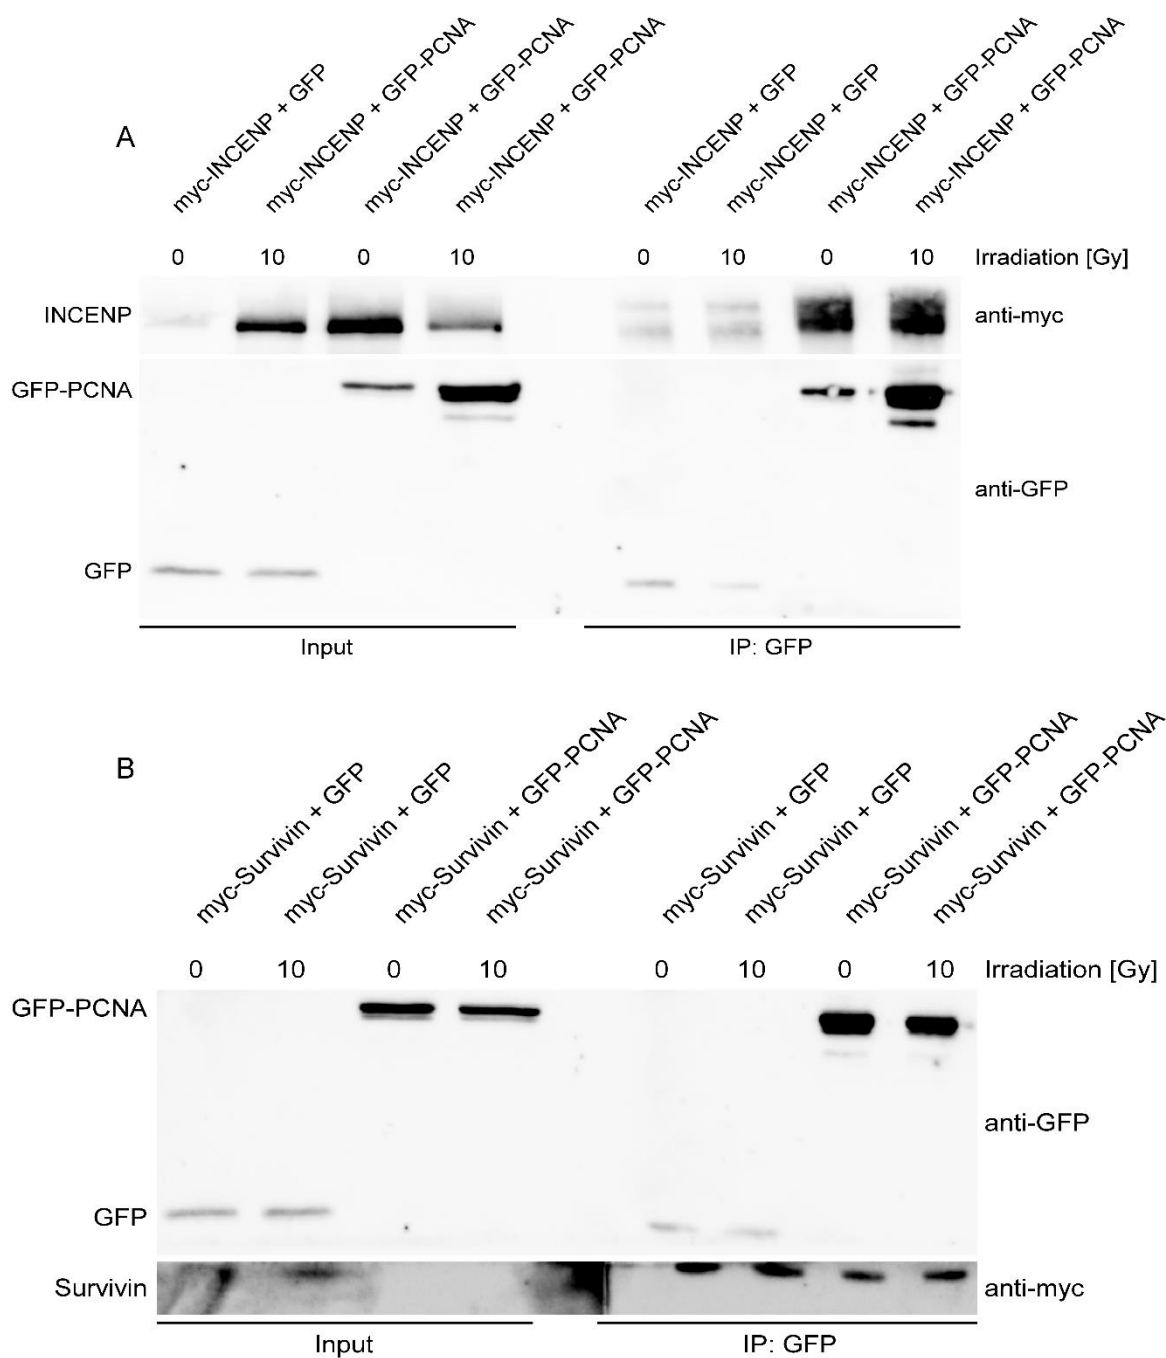 A
myc-INCENP + GFP
myc-INCENP + GFP-PCNA
myc-INCENP + GFP-PCNA
myc-INCENP + GFP-PCNA
myc-INCENP + GFP
myc-INCENP + GFP
myc-INCENP + GFP-PCNA
myc-INCENP + GFP-PCNA
0 10 0 10 0 10 0 10 Irradiation [Gy]
INCENP anti-myc
GFP-PCNA
anti-GFP
GFP
Input IP: GFP
B
myc-Survivin + GFP
myc-Survivin + GFP
myc-Survivin + GFP-PCNA
myc-Survivin + GFP-PCNA
myc-Survivin + GFP
myc-Survivin + GFP
myc-Survivin + GFP-PCNA
myc-Survivin + GFP-PCNA
0 10 0 10 0 10 0 10 Irradiation [Gy]
GFP-PCNA
anti-GFP
GFP
Survivin anti-myc
Input IP: GFP